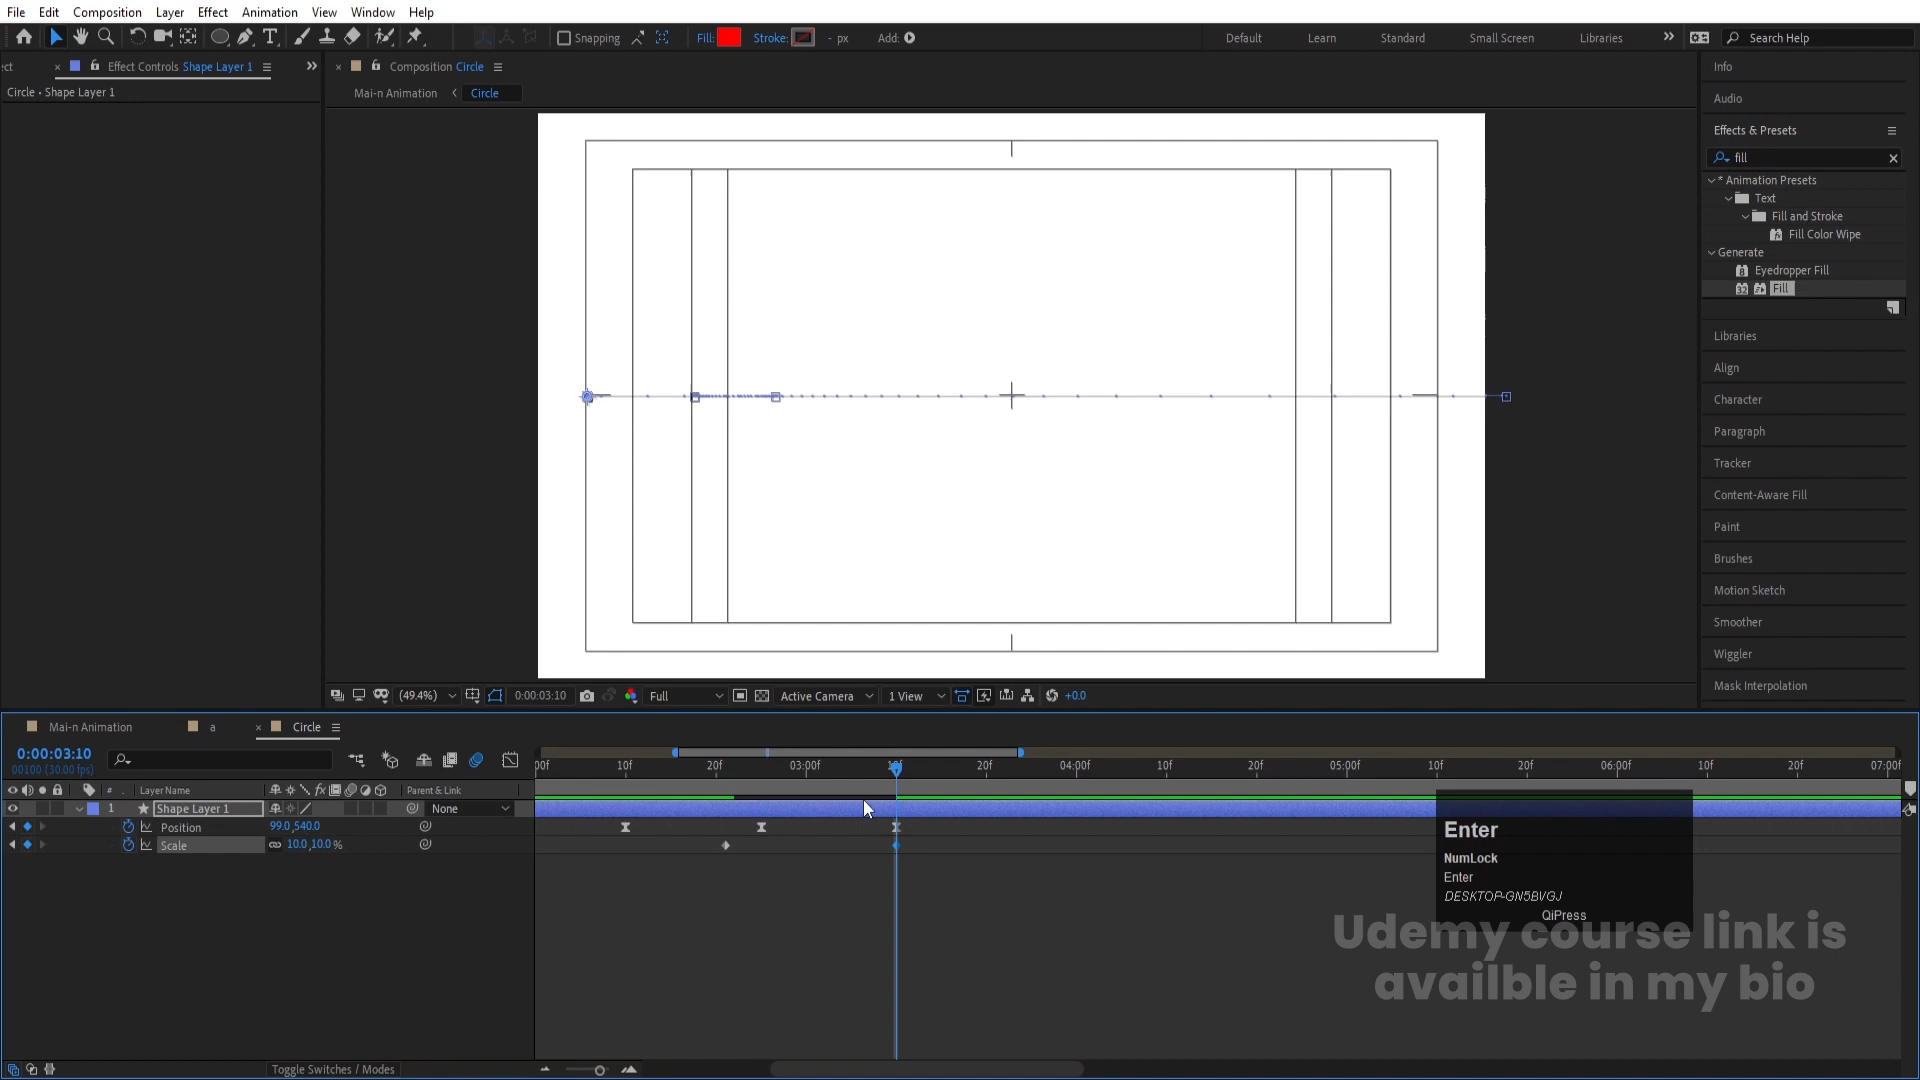 File Edit Composition Layer Effect Animation View Window Help
Snapping Fill: Stroke: - px Add: Default Learn Standard Small Screen Libraries Search Help
ect Effect Controls Shape Layer 1
Circle • Shape Layer 1
Composition Circle
Mai-n Animation Circle
Info
Audio
Effects & Presets
fill
* Animation Presets
Text
Fill and Stroke
Fill Color Wipe
Generate
Eyedropper Fill
Fill
Libraries
Align
Character
Paragraph
Tracker
Content-Aware Fill
Paint
Brushes
Motion Sketch
Smoother
Wiggler
Mask Interpolation
(49.4%) 0:00:03:10 Full Active Camera 1 View +0.0
Mai-n Animation a Circle
0:00:03:10
00100 (30.00 fps)
00f 10f 20f 03:00f 10f 20f 04:00f 10f 20f 05:00f 10f 20f 06:00f 10f 20f 07:00f
# Layer Name fx Parent & Link
1 Shape Layer 1 None
Position 99.0,540.0
Scale 10.0,10.0%
Enter
NumLock
Enter
DESKTOP-GN5BVGJ
QiPress
Udemy course link is
availble in my bio
Toggle Switches / Modes